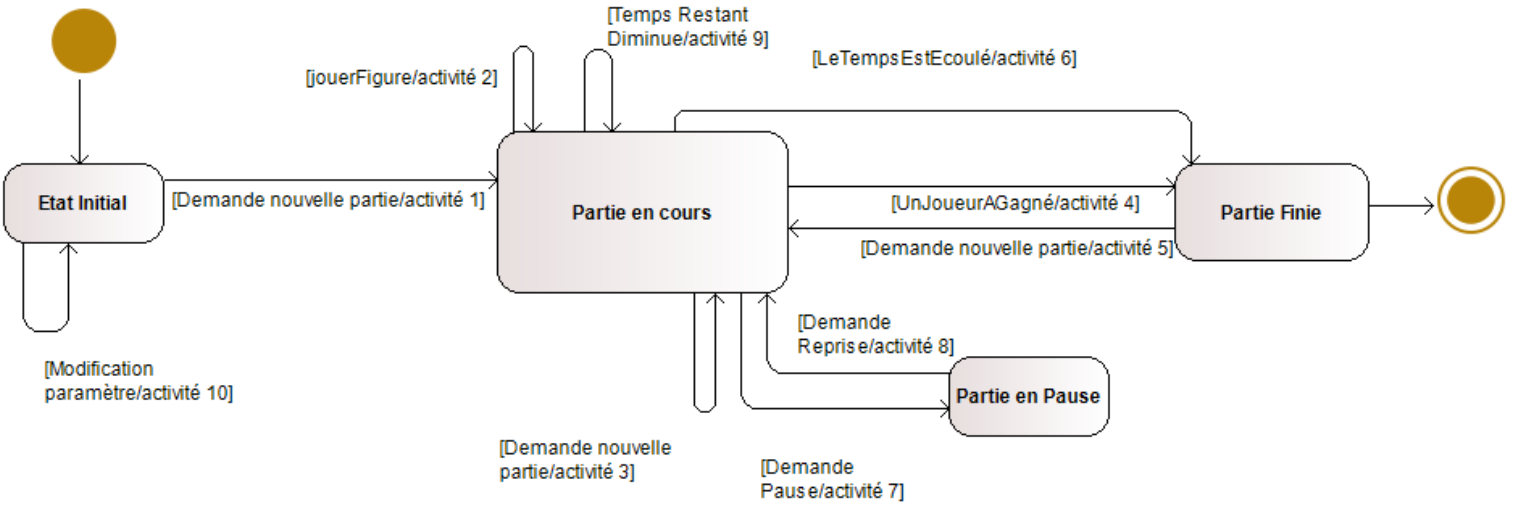 [Temps Restant
Diminue/activité 9]
[LeTempsEstEcoulé/activité 6]
[jouerFigure/activité 2]
Etat Initial
[Demande nouvelle partie/activité 1]
Partie en cours
[UnJoueurAGagné/activité 4]
Partie Finie
[Demande nouvelle partie/activité 5]
[Demande
Reprise/activité 8]
[Modification
paramètre/activité 10]
Partie en Pause
[Demande nouvelle
partie/activité 3]
[Demande
Pause/activité 7]